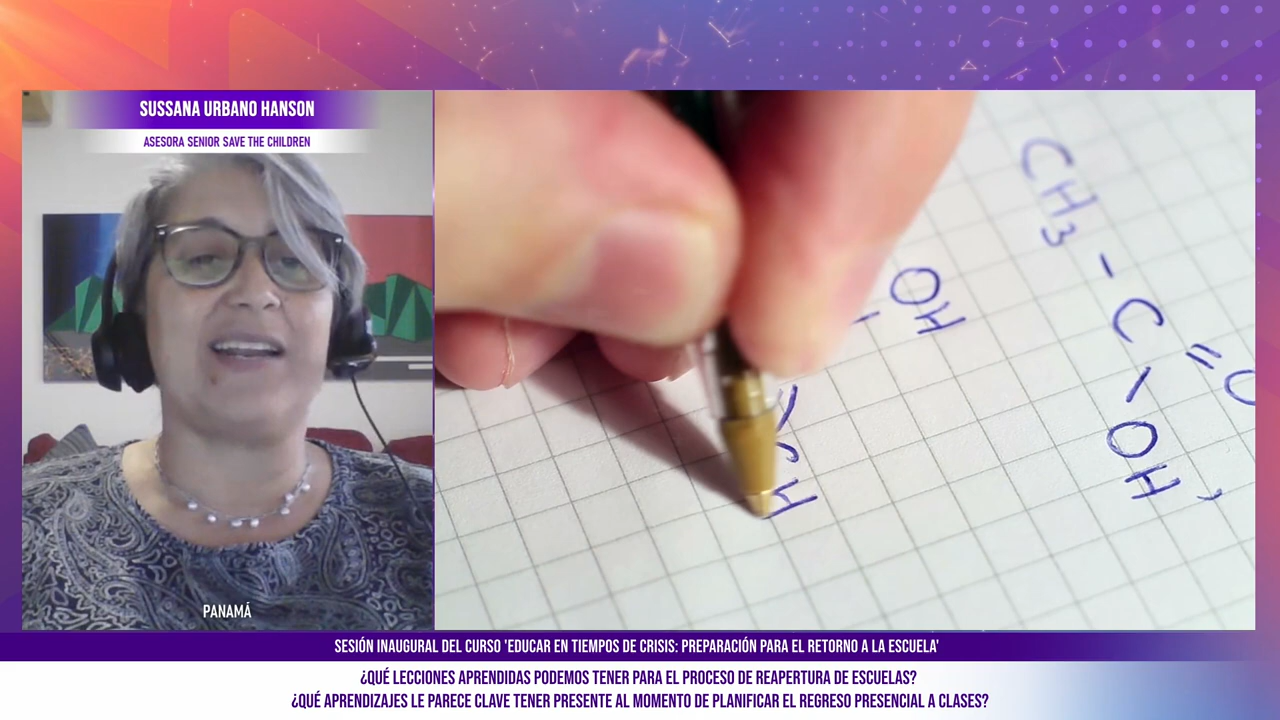 SUSSANA URBANO HANSON
ASESORA SENIOR SAVE THE CHILDREN
CH3 - C
OH
= O
- OH,
PANAMÁ
SESIÓN INAUGURAL DEL CURSO 'EDUCAR EN TIEMPOS DE CRISIS: PREPARACIÓN PARA EL RETORNO A LA ESCUELA'
¿QUÉ LECCIONES APRENDIDAS PODEMOS TENER PARA EL PROCESO DE REAPERTURA DE ESCUELAS?
¿QUÉ APRENDIZAJES LE PARECE CLAVE TENER PRESENTE AL MOMENTO DE PLANIFICAR EL REGRESO PRESENCIAL A CLASES?